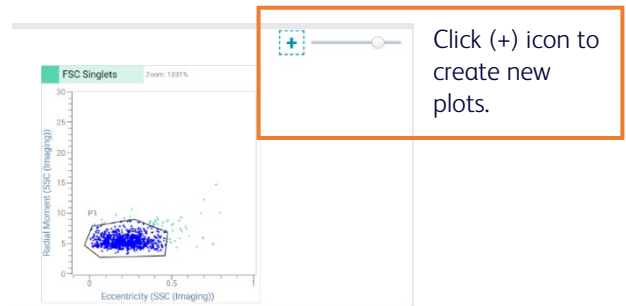 +
Click (+) icon to
create new
plots.
FSC Singlets
Zoom: 1031%
Radial Moment (SSC (Imaging))
30
25
20
15
10
5
0
P1
0 0.5 1
Eccentricity (SSC (Imaging))